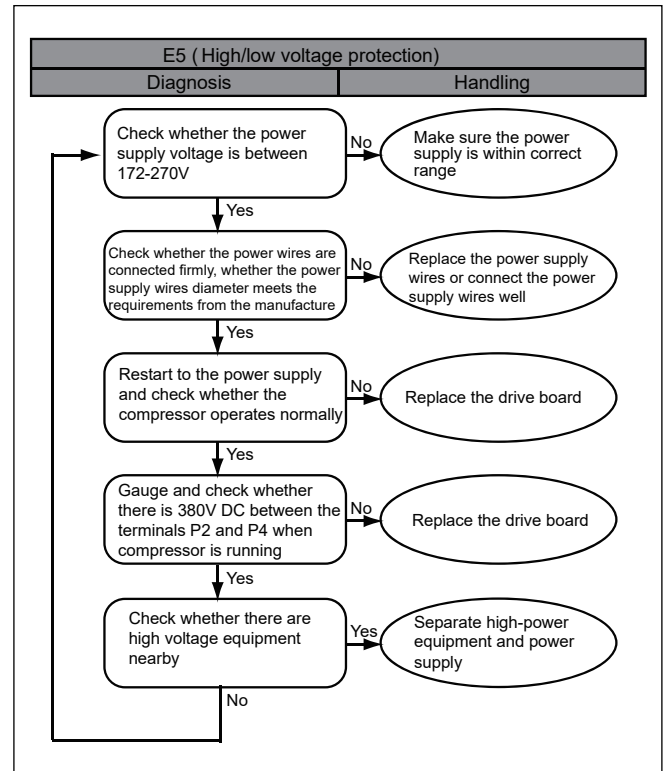 E5 ( High/low voltage protection)
Diagnosis
Handling
Check whether the power
supply voltage is between
172-270V
No
Make sure the power
supply is within correct
range
Yes
Check whether the power wires are
connected firmly, whether the power
supply wires diameter meets the
requirements from the manufacture
No
Replace the power supply
wires or connect the power
supply wires well
Yes
Restart to the power supply
and check whether the
compressor operates normally
No
Replace the drive board
Yes
Gauge and check whether
there is 380V DC between the
terminals P2 and P4 when
compressor is running
No
Replace the drive board
Yes
Check whether there are
high voltage equipment
nearby
Yes
Separate high-power
equipment and power
supply
No